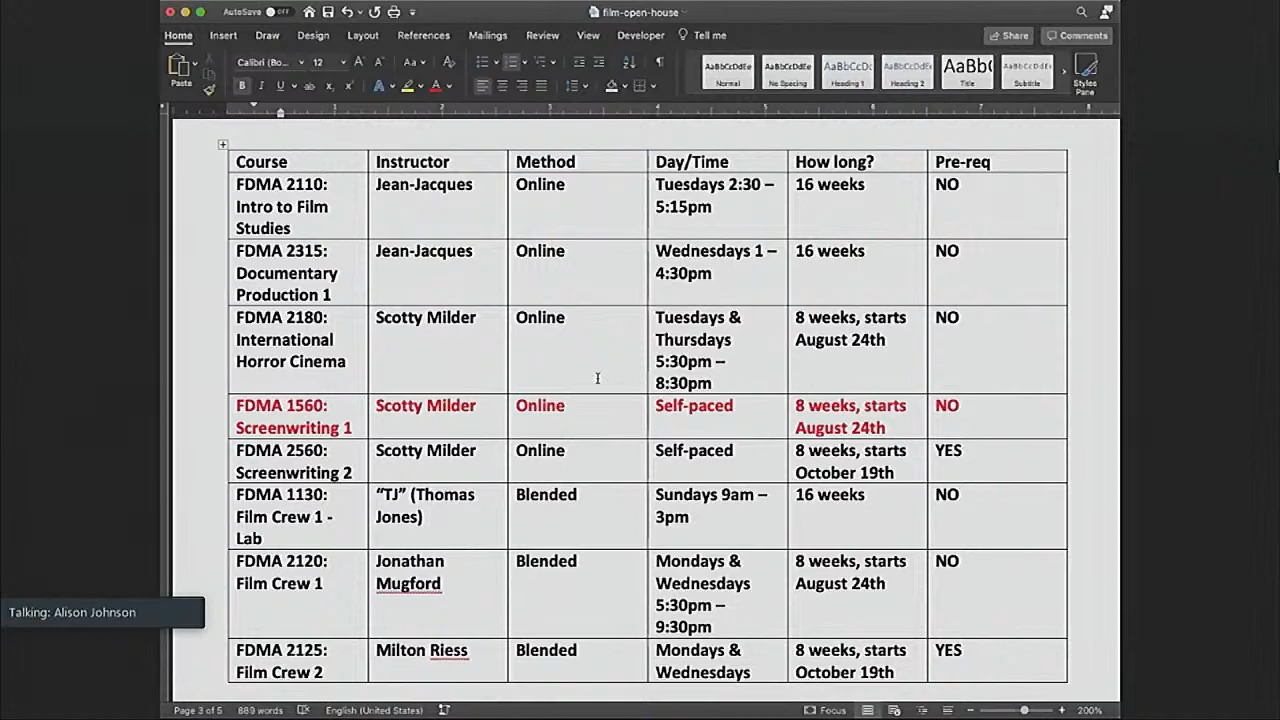 AutoSave OFF
film-open-house
Home Insert Draw Design Layout References Mailings Review View Developer Tell me
Share Comments
Paste
Calibri (Bo... 12
AaBbCcDdEe AaBbCcDdEe AaBbCcDc AaBbCcDdEe AaBb( AaBbCcDdEe
Normal No Spacing Heading 1 Heading 2 Title Subtitle
Styles
Pane
Course Instructor Method Day/Time How long? Pre-req
FDMA 2110: Jean-Jacques Online Tuesdays 2:30 – 16 weeks NO
Intro to Film 5:15pm
Studies
FDMA 2315: Jean-Jacques Online Wednesdays 1 – 16 weeks NO
Documentary 4:30pm
Production 1
FDMA 2180: Scotty Milder Online Tuesdays & 8 weeks, starts NO
International Thursdays August 24th
Horror Cinema 5:30pm –
8:30pm
FDMA 1560: Scotty Milder Online Self-paced 8 weeks, starts NO
Screenwriting 1 August 24th
FDMA 2560: Scotty Milder Online Self-paced 8 weeks, starts YES
Screenwriting 2 October 19th
FDMA 1130: “TJ” (Thomas Blended Sundays 9am – 16 weeks NO
Film Crew 1 - Jones) 3pm
Lab
FDMA 2120: Jonathan Blended Mondays & 8 weeks, starts NO
Film Crew 1 Mugford Wednesdays August 24th
5:30pm –
9:30pm
FDMA 2125: Milton Riess Blended Mondays & 8 weeks, starts YES
Film Crew 2 Wednesdays October 19th
Talking: Alison Johnson
Page 3 of 5 889 words English (United States) Focus 200%